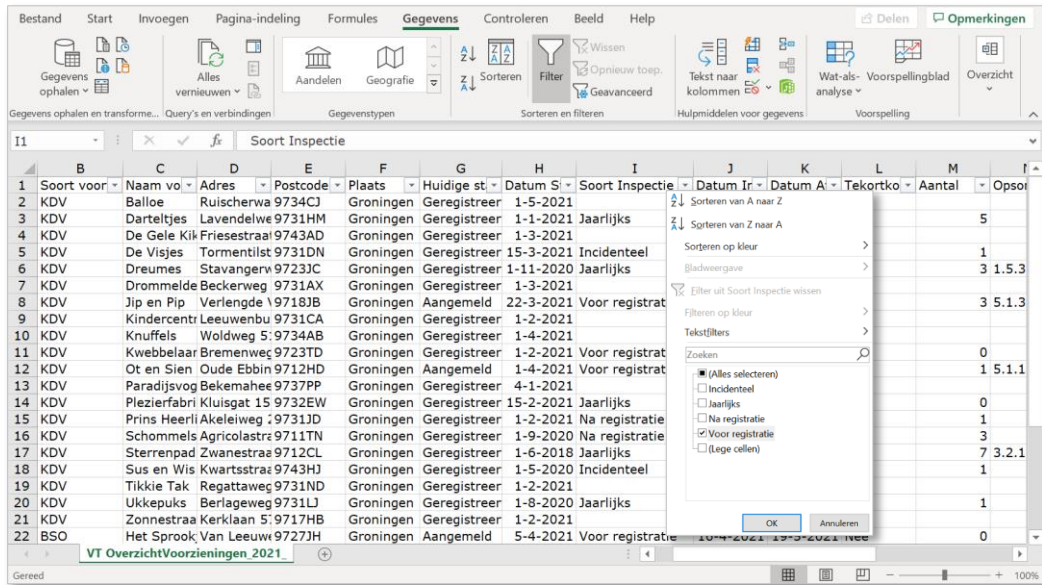 Bestand Start Invoegen Pagina-indeling Formules Gegevens Controleren Beeld Help Delen Opmerkingen
Gegevens ophalen
Alles vernieuwen
Aandelen Geografie
Sorteren
Filter
Wissen
Opnieuw toep.
Geavanceerd
Tekst naar kolommen
Wat-als-analyse
Voorspellingblad
Overzicht
Gegevens ophalen en transforme... Query's en verbindingen Gegevenstypen Sorteren en filteren Hulpmiddelen voor gegevens Voorspelling
I1 fx Soort Inspectie
B C D E F G H I J K L M
1 Soort voor Naam vo Adres Postcode Plaats Huidige st Datum St Soort Inspectie Datum In Datum A Tekortko Aantal Opsor
2 KDV Balloe Ruischerwa 9734CJ Groningen Geregistreer 1-5-2021
3 KDV Darteltjes Lavendelwe 9731HM Groningen Geregistreer 1-1-2021 Jaarlijks 5
4 KDV De Gele Kik Friesestraat 9743AD Groningen Geregistreer 1-3-2021
5 KDV De Visjes Tormentilst 9731DN Groningen Geregistreer 15-3-2021 Incidenteel 1
6 KDV Dreumes Stavangerw 9723JC Groningen Geregistreer 1-11-2020 Jaarlijks 3 1.5.3
7 KDV Drommelde Beckerweg 9731AX Groningen Geregistreer 1-3-2021
8 KDV Jip en Pip Verlengde 9718JB Groningen Aangemeld 22-3-2021 Voor registrat 3 5.1.3
9 KDV Kindercentr Leeuwenbu 9731CA Groningen Geregistreer 1-2-2021
10 KDV Knuffels Woldweg 9734AB Groningen Geregistreer 1-4-2021
11 KDV Kwebbelaar Bremenweg 9723TD Groningen Geregistreer 1-2-2021 Voor registrat 0
12 KDV Ot en Sien Oude Ebbin 9712HD Groningen Aangemeld 1-4-2021 Voor registrat 1 5.1.1
13 KDV Paradijsvog Bekemahee 9737PP Groningen Geregistreer 4-1-2021
14 KDV Plezierfabri Kluisgat 15 9732EW Groningen Geregistreer 15-2-2021 Jaarlijks 0
15 KDV Prins Heerli Akeleiweg 9731JD Groningen Geregistreer 1-2-2021 Na registratie 1
16 KDV Schommels Agricolastra 9711TN Groningen Geregistreer 1-9-2020 Na registratie 3
17 KDV Sterrenpad Zwanestraa 9712CL Groningen Geregistreer 1-6-2018 Jaarlijks 7 3.2.1
18 KDV Sus en Wis Kwartsstraa 9743HJ Groningen Geregistreer 1-5-2020 Incidenteel 1
19 KDV Tikkie Tak Regattaweg 9731ND Groningen Geregistreer 1-2-2021
20 KDV Ukkepuks Berlageweg 9731LJ Groningen Geregistreer 1-8-2020 Jaarlijks 1
21 KDV Zonnestraa Kerklaan 9717HB Groningen Geregistreer 1-2-2021
22 BSO Het Sprook Van Leeuwe 9727JH Groningen Aangemeld 5-4-2021 Voor registratie 16-4-2021 19-5-2021 Nee 0
Sorteren van A naar Z
Sorteren van Z naar A
Sorteren op kleur
Bladweergave
Filter uit Soort Inspectie wissen
Filteren op kleur
Tekstfilters
Zoeken
(Alles selecteren)
Incidenteel
Jaarlijks
Na registratie
Voor registratie
(Lege cellen)
OK Annuleren
VT OverzichtVoorzieningen_2021_
Gereed 100%